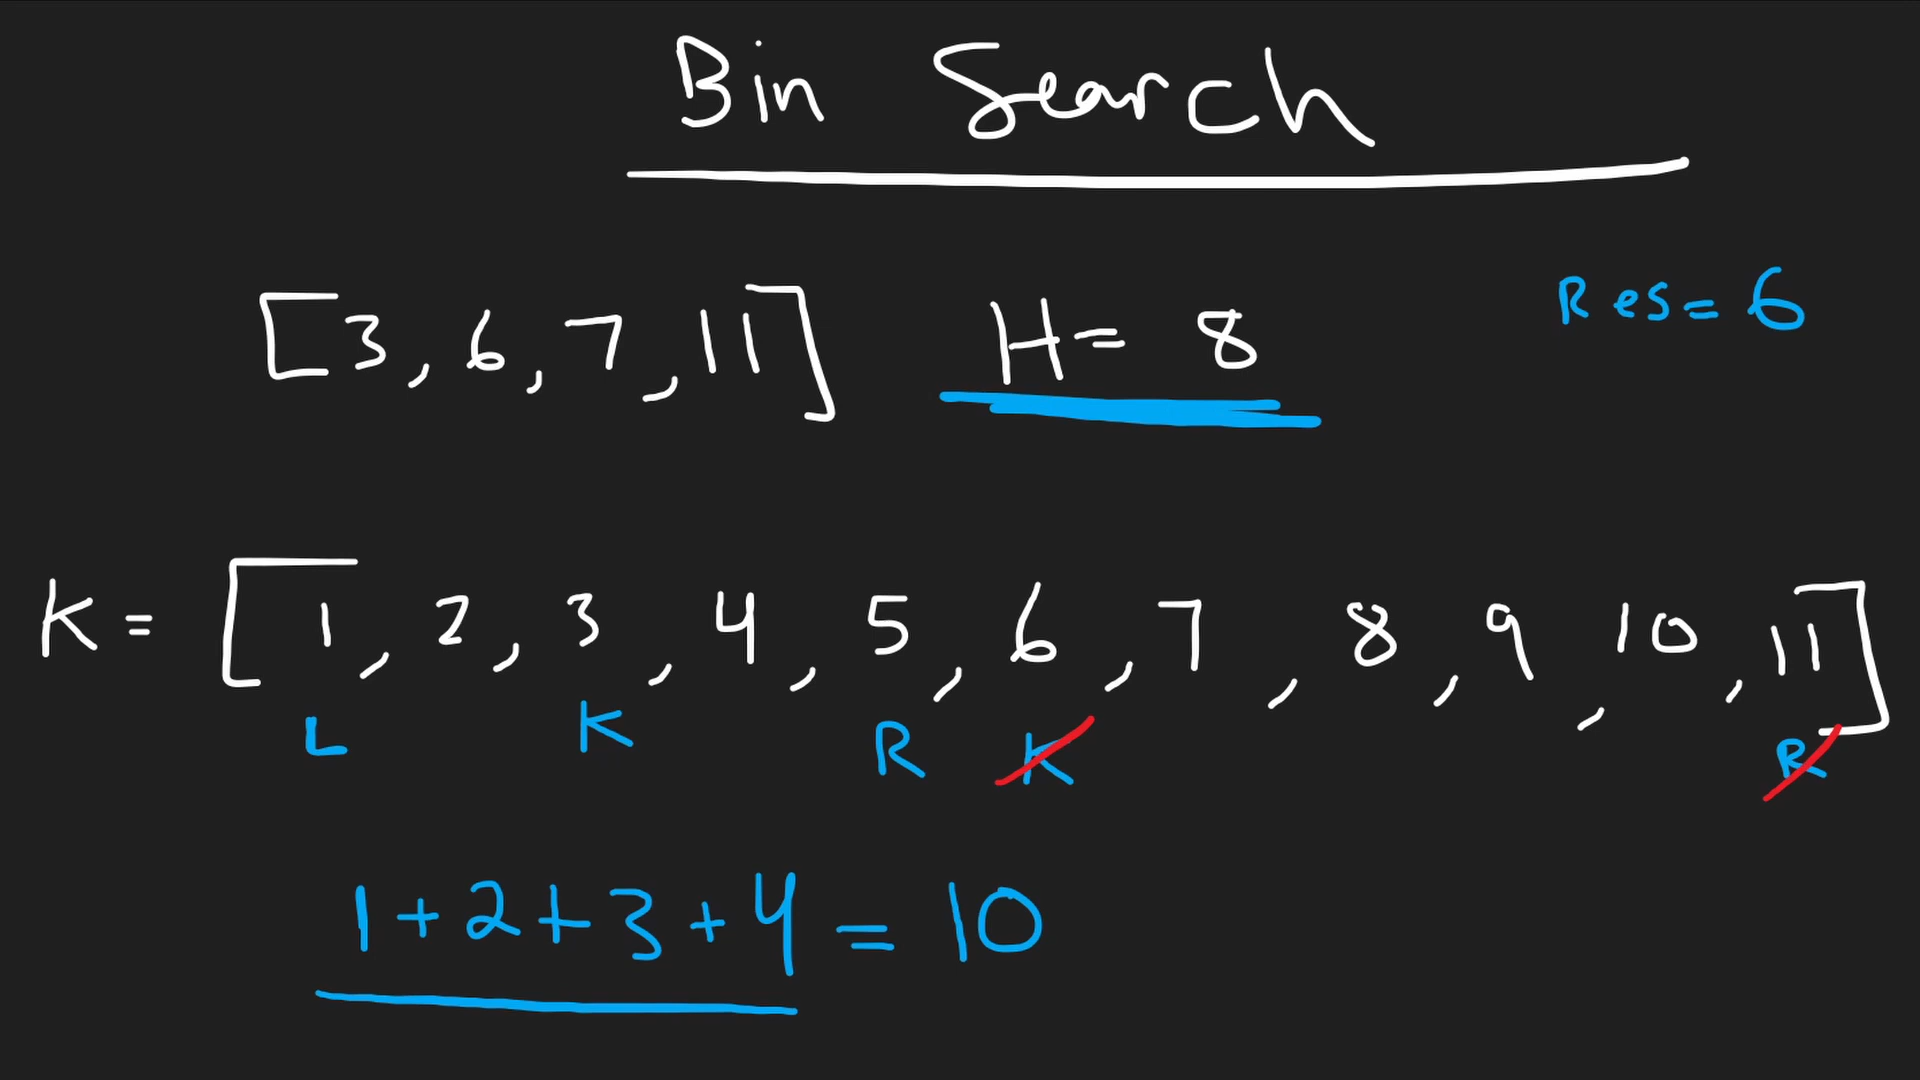 Bin Search
[3, 6, 7, 11] H= 8 Res= 6
K = [1, 2, 3, 4, 5, 6, 7, 8, 9, 10, 11]
L K R K R
1+2+3+4 = 10